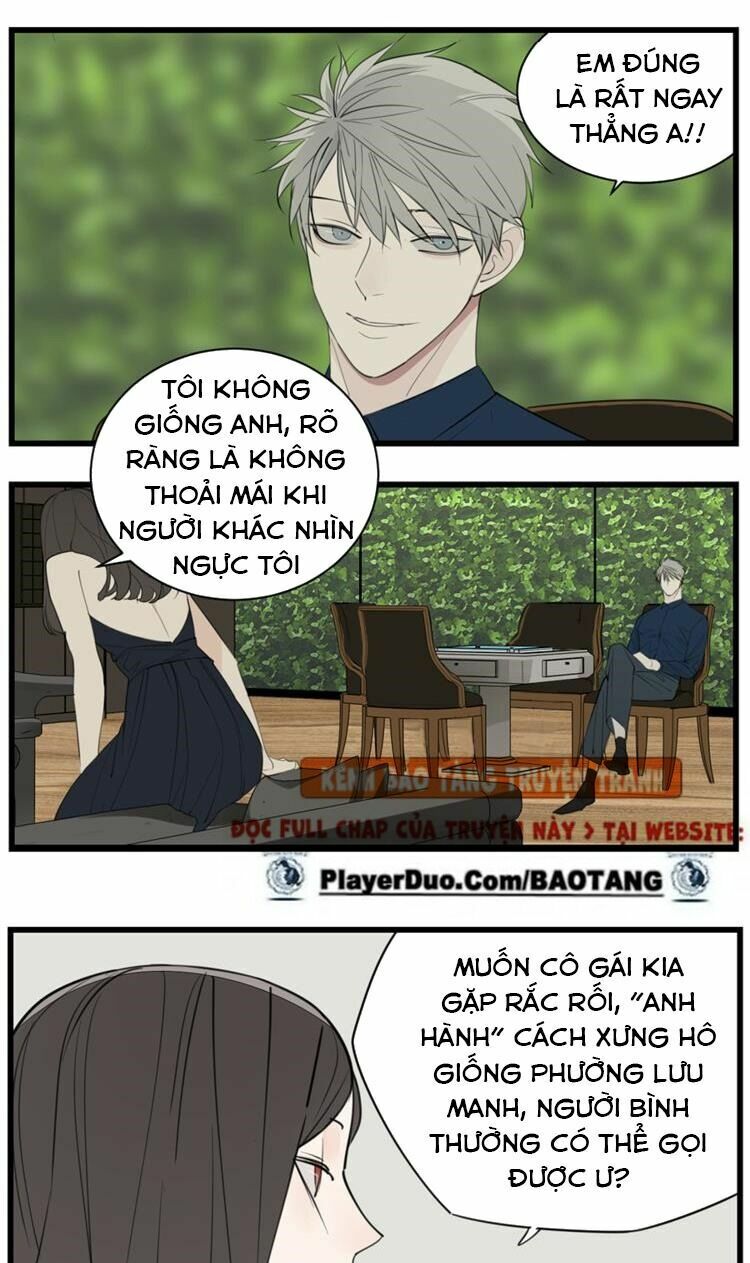 EM ĐÚNG
LÀ RẤT NGAY
THẲNG A!!
TÔI KHÔNG
GIỐNG ANH, RÕ
RÀNG LÀ KHÔNG
THOẢI MÁI KHI
NGƯỜI KHÁC NHÌN
NGỰC TÔI
KÊNH BẢO TÀNG TRUYỆN TRANH
ĐỌC FULL CHAP CỦA TRUYỆN NÀY > TẠI WEBSITE:
PlayerDuo.Com/BAOTANG
MUỐN CÔ GÁI KIA
GẶP RẮC RỐI, "ANH
HÀNH" CÁCH XƯNG HÔ
GIỐNG PHƯỜNG LƯU
MANH, NGƯỜI BÌNH
THƯỜNG CÓ THỂ GỌI
ĐƯỢC Ư?